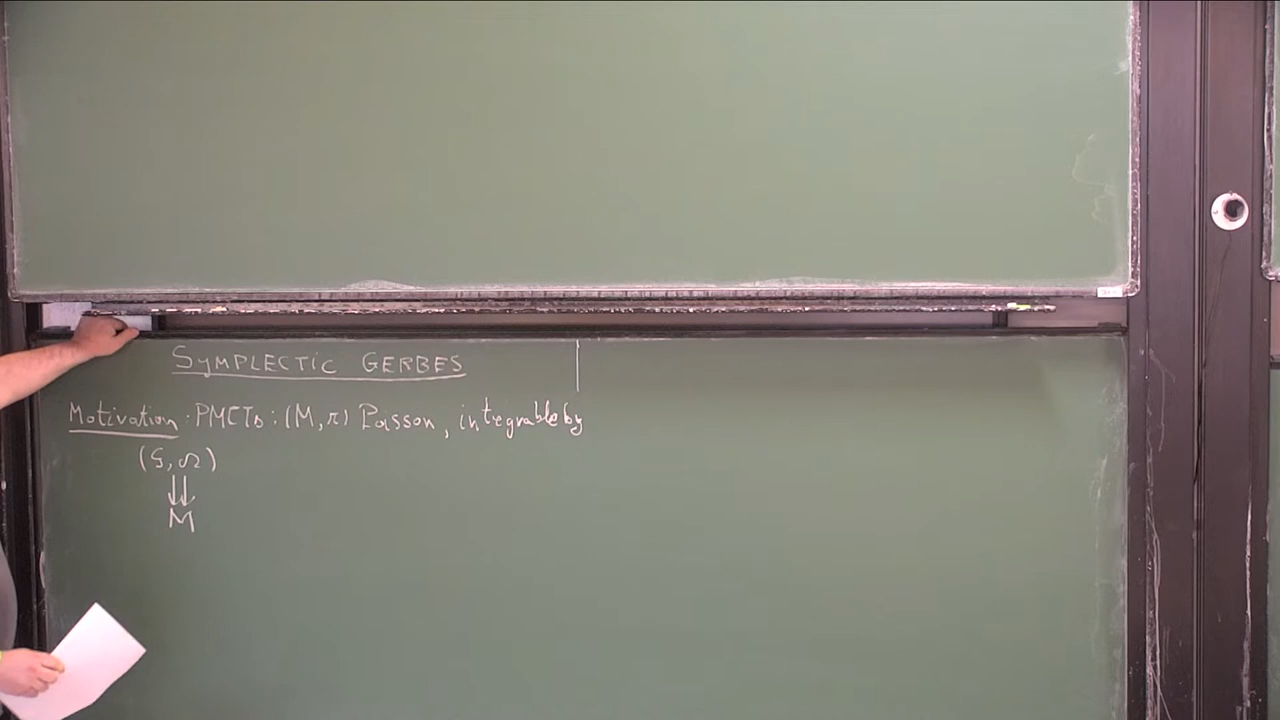 SYMPLECTIC GERBES
Motivation · PMCTs : (M, π) Poisson, integrable by
(G, Ω)
⇊
M